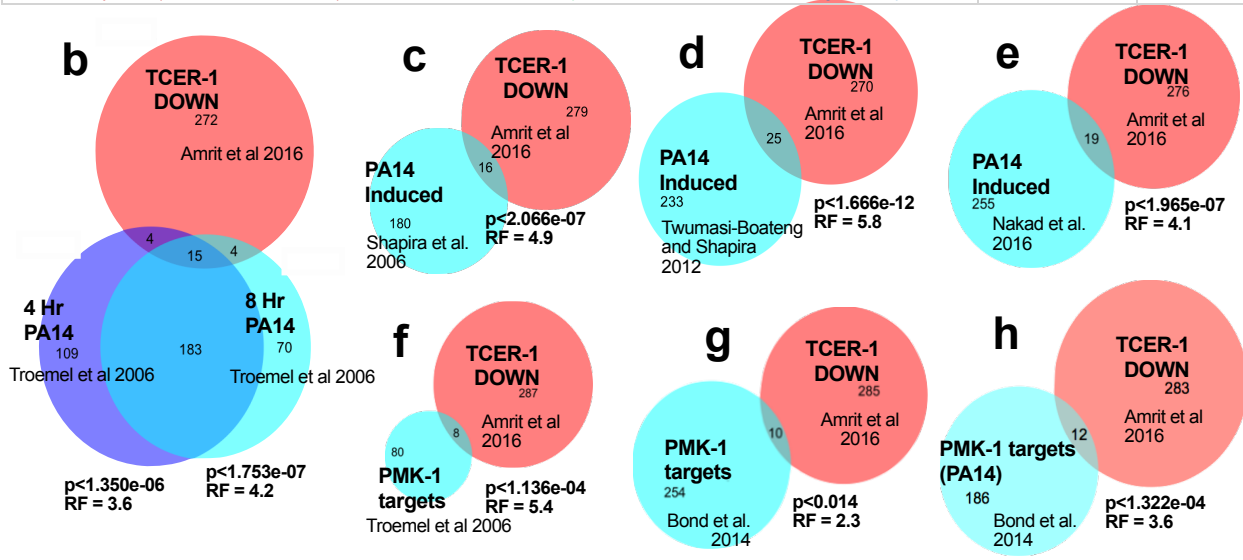 b
TCER-1
DOWN
272
Amrit et al 2016
4
15
4
4 Hr
PA14
109
Troemel et al 2006
183
8 Hr
PA14
70
Troemel et al 2006
p<1.350e-06
RF = 3.6
p<1.753e-07
RF = 4.2
c
TCER-1
DOWN
279
Amrit et al
2016
16
PA14
Induced
180
Shapira et al.
2006
p<2.066e-07
RF = 4.9
d
TCER-1
DOWN
270
Amrit et al
2016
25
PA14
Induced
233
Twumasi-Boateng
and Shapira
2012
p<1.666e-12
RF = 5.8
e
TCER-1
DOWN
276
Amrit et al
2016
19
PA14
Induced
255
Nakad et al.
2016
p<1.965e-07
RF = 4.1
f
TCER-1
DOWN
287
Amrit et al
2016
8
80
PMK-1
targets
Troemel et al 2006
p<1.136e-04
RF = 5.4
g
TCER-1
DOWN
285
Amrit et al
2016
10
PMK-1
targets
254
Bond et al.
2014
p<0.014
RF = 2.3
h
TCER-1
DOWN
283
Amrit et al
2016
12
PMK-1 targets
(PA14)
186
Bond et al.
2014
p<1.322e-04
RF = 3.6